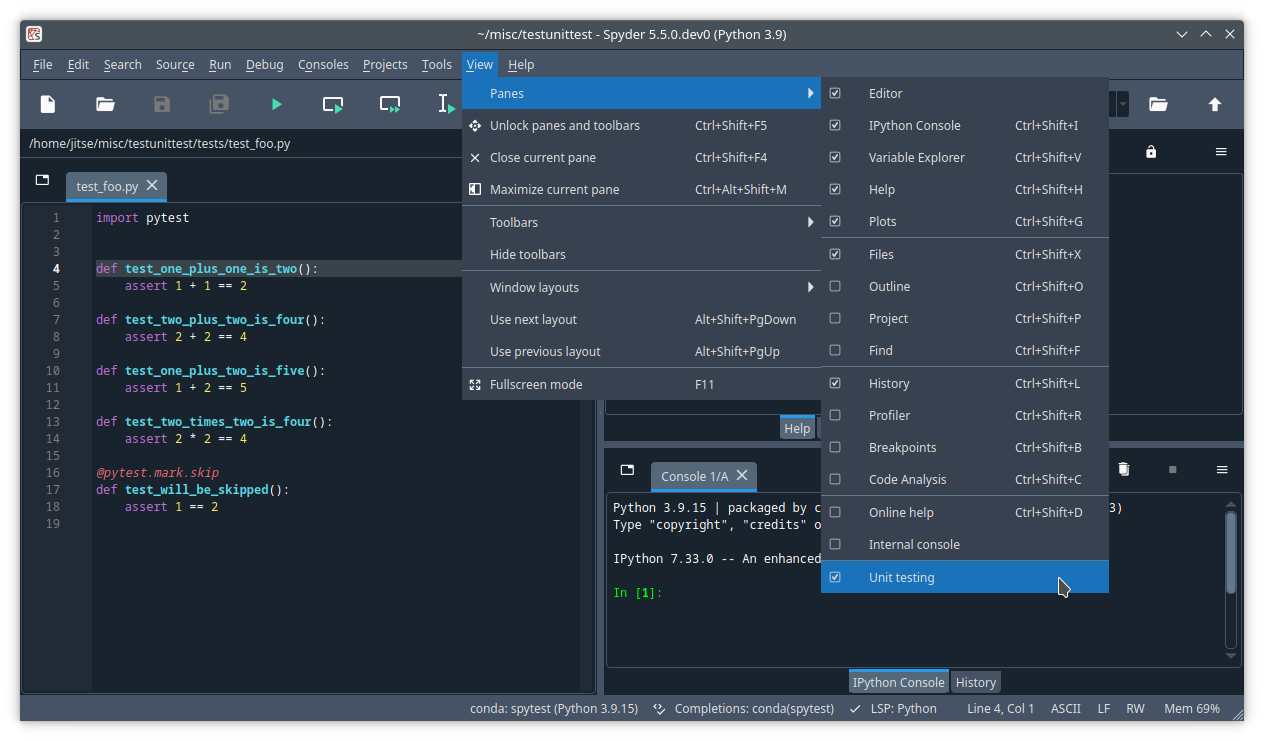 ~/misc/testunittest - Spyder 5.5.0.dev0 (Python 3.9)
File Edit Search Source Run Debug Consoles Projects Tools View Help
/home/jitse/misc/testunittest/tests/test_foo.py
test_foo.py
1 import pytest
2
3
4 def test_one_plus_one_is_two():
5 assert 1 + 1 == 2
6
7 def test_two_plus_two_is_four():
8 assert 2 + 2 == 4
9
10 def test_one_plus_two_is_five():
11 assert 1 + 2 == 5
12
13 def test_two_times_two_is_four():
14 assert 2 * 2 == 4
15
16 @pytest.mark.skip
17 def test_will_be_skipped():
18 assert 1 == 2
19
Panes
Unlock panes and toolbars Ctrl+Shift+F5
Close current pane Ctrl+Shift+F4
Maximize current pane Ctrl+Alt+Shift+M
Toolbars
Hide toolbars
Window layouts
Use next layout Alt+Shift+PgDown
Use previous layout Alt+Shift+PgUp
Fullscreen mode F11
Editor
IPython Console Ctrl+Shift+I
Variable Explorer Ctrl+Shift+V
Help Ctrl+Shift+H
Plots Ctrl+Shift+G
Files Ctrl+Shift+X
Outline Ctrl+Shift+O
Project Ctrl+Shift+P
Find Ctrl+Shift+F
History Ctrl+Shift+L
Profiler Ctrl+Shift+R
Breakpoints Ctrl+Shift+B
Code Analysis Ctrl+Shift+C
Online help Ctrl+Shift+D
Internal console
Unit testing
Help
Console 1/A
Python 3.9.15 | packaged by c 3)
Type "copyright", "credits" o
IPython 7.33.0 -- An enhanced
In [1]:
IPython Console History
conda: spytest (Python 3.9.15) Completions: conda(spytest) LSP: Python Line 4, Col 1 ASCII LF RW Mem 69%